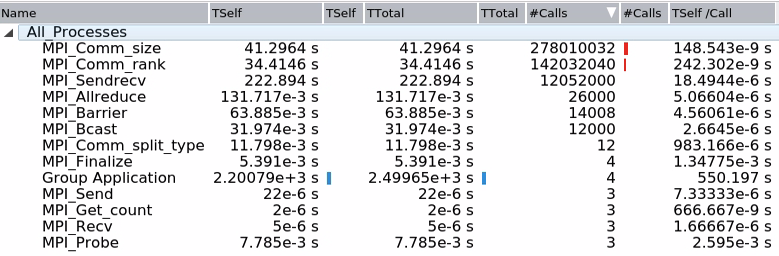 Name TSelf TSelf TTotal TTotal #Calls #Calls TSelf /Call
All_Processes
MPI_Comm_size 41.2964 s 41.2964 s 278010032 148.543e-9 s
MPI_Comm_rank 34.4146 s 34.4146 s 142032040 242.302e-9 s
MPI_Sendrecv 222.894 s 222.894 s 12052000 18.4944e-6 s
MPI_Allreduce 131.717e-3 s 131.717e-3 s 26000 5.06604e-6 s
MPI_Barrier 63.885e-3 s 63.885e-3 s 14008 4.56061e-6 s
MPI_Bcast 31.974e-3 s 31.974e-3 s 12000 2.6645e-6 s
MPI_Comm_split_type 11.798e-3 s 11.798e-3 s 12 983.166e-6 s
MPI_Finalize 5.391e-3 s 5.391e-3 s 4 1.34775e-3 s
Group Application 2.20079e+3 s 2.49965e+3 s 4 550.197 s
MPI_Send 22e-6 s 22e-6 s 3 7.33333e-6 s
MPI_Get_count 2e-6 s 2e-6 s 3 666.667e-9 s
MPI_Recv 5e-6 s 5e-6 s 3 1.66667e-6 s
MPI_Probe 7.785e-3 s 7.785e-3 s 3 2.595e-3 s